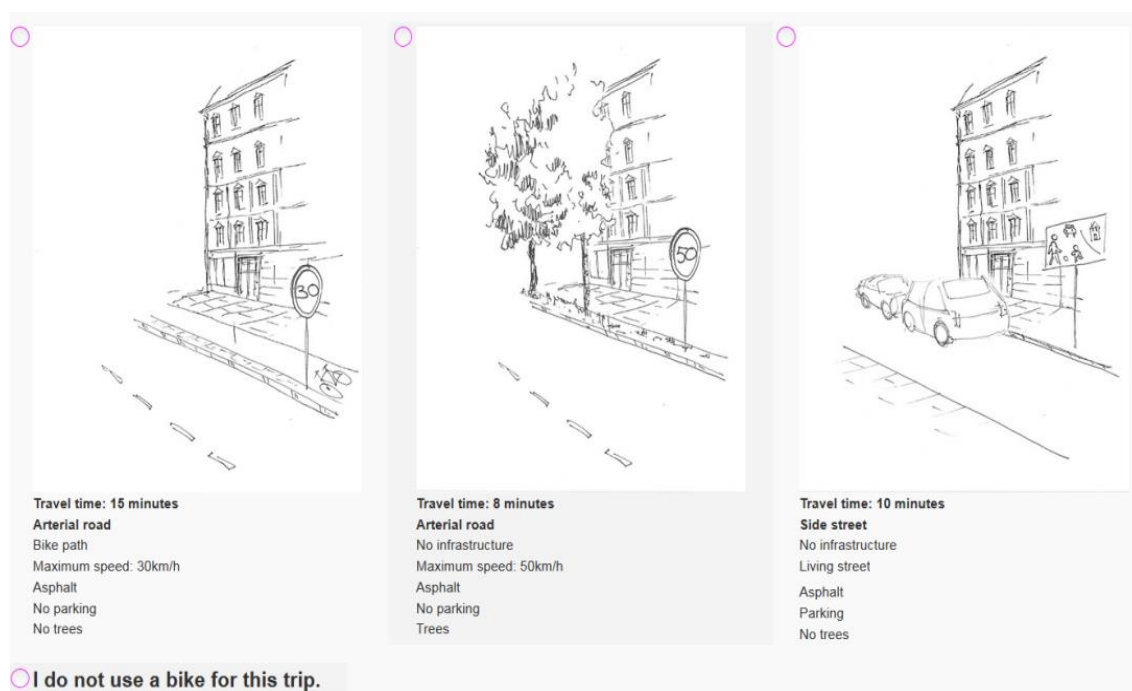 30
Travel time: 15 minutes
Arterial road
Bike path
Maximum speed: 30km/h
Asphalt
No parking
No trees
50
Travel time: 8 minutes
Arterial road
No infrastructure
Maximum speed: 50km/h
Asphalt
No parking
Trees
Travel time: 10 minutes
Side street
No infrastructure
Living street
Asphalt
Parking
No trees
I do not use a bike for this trip.